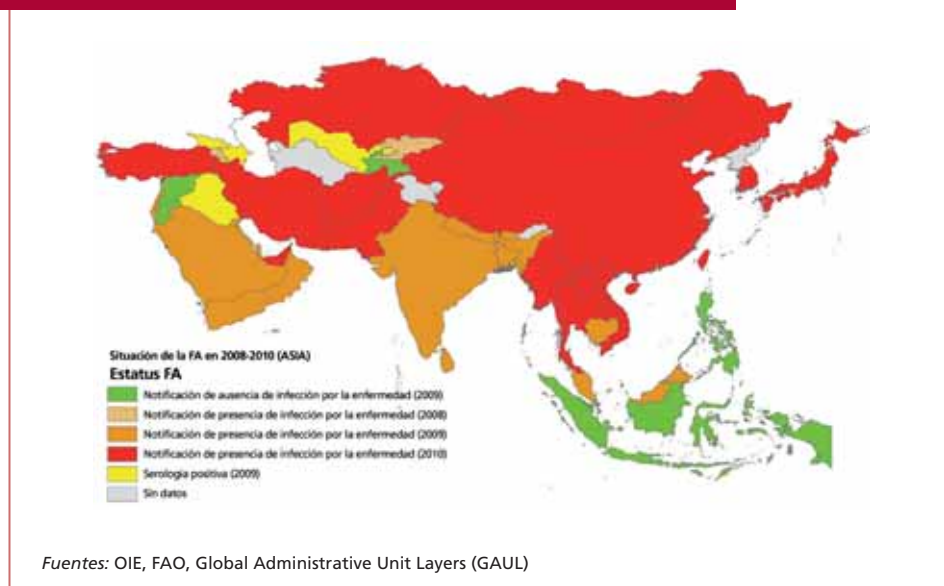 Situación de la FA en 2008-2010 (ASIA)
Estatus FA
Notificación de ausencia de infección por la enfermedad (2009)
Notificación de presencia de infección por la enfermedad (2008)
Notificación de presencia de infección por la enfermedad (2009)
Notificación de presencia de infección por la enfermedad (2010)
Serología positiva (2009)
Sin datos
Fuentes: OIE, FAO, Global Administrative Unit Layers (GAUL)